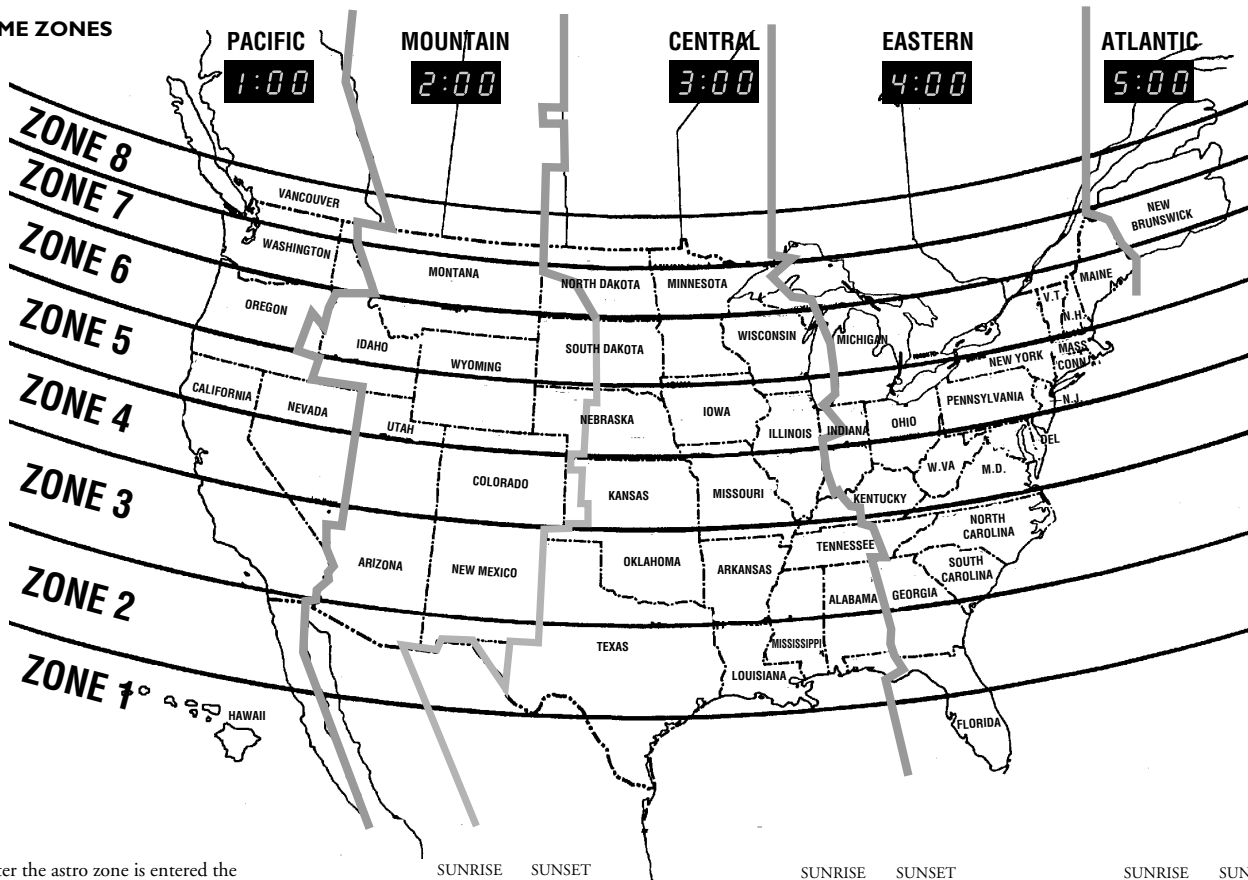 ME ZONES
PACIFIC
MOUNTAIN
CENTRAL
EASTERN
ATLANTIC
1:00
2:00
3:00
4:00
5:00
ZONE 8
ZONE 7
ZONE 6
ZONE 5
ZONE 4
ZONE 3
ZONE 2
ZONE 1
VANCOUVER
WASHINGTON
OREGON
CALIFORNIA
NEVADA
IDAHO
MONTANA
WYOMING
UTAH
COLORADO
ARIZONA
NEW MEXICO
NORTH DAKOTA
SOUTH DAKOTA
NEBRASKA
KANSAS
OKLAHOMA
TEXAS
MINNESOTA
IOWA
MISSOURI
ARKANSAS
LOUISIANA
WISCONSIN
ILLINOIS
MISSISSIPPI
MICHIGAN
INDIANA
KENTUCKY
TENNESSEE
ALABAMA
OHIO
W.VA
GEORGIA
FLORIDA
NEW YORK
PENNSYLVANIA
M.D.
NORTH
CAROLINA
SOUTH
CAROLINA
NEW
BRUNSWICK
MAINE
V.T.
N.H.
MASS
CONN
N.J.
DEL
HAWAII
ter the astro zone is entered the
SUNRISE SUNSET
SUNRISE SUNSET
SUNRISE SUN